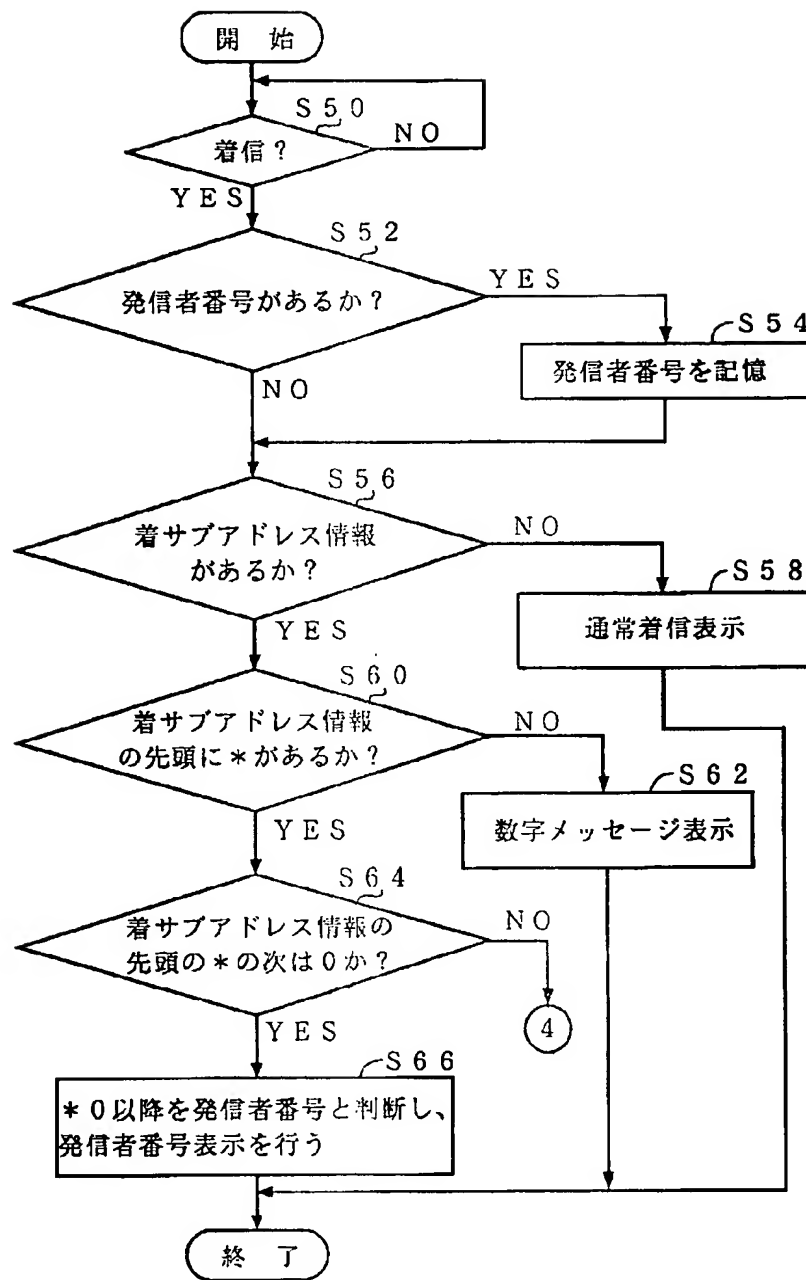 開 始
S50
着信?
NO
YES
S52
発信者番号があるか?
YES
S54
発信者番号を記憶
NO
S56
着サブアドレス情報
があるか?
NO
S58
通常着信表示
YES
S60
着サブアドレス情報
の先頭に*があるか?
NO
S62
数字メッセージ表示
YES
S64
着サブアドレス情報の
先頭の*の次は0か?
NO
4
YES
S66
*0以降を発信者番号と判断し、
発信者番号表示を行う
終 了